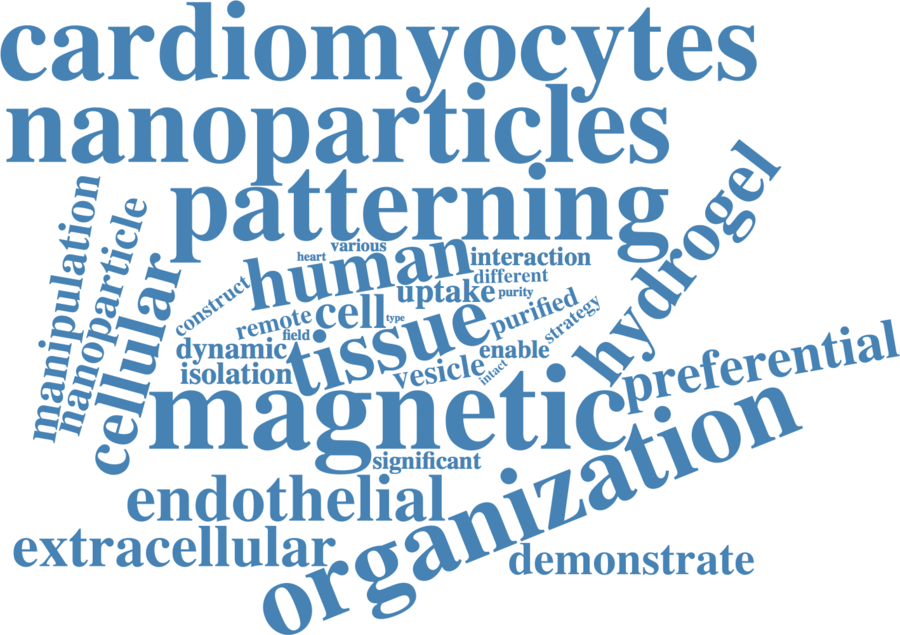 cardiomyocytes
nanoparticles
patterning
hydrogel
manipulation
nanoparticle
cellular
various
heart
human
interaction
different
construct
uptake
purity
remote
cell
type
purified
strategy
field
dynamic
tissue
enable
isolation
vesicle
intact
preferential
magnetic
significant
organization
endothelial
extracellular
demonstrate